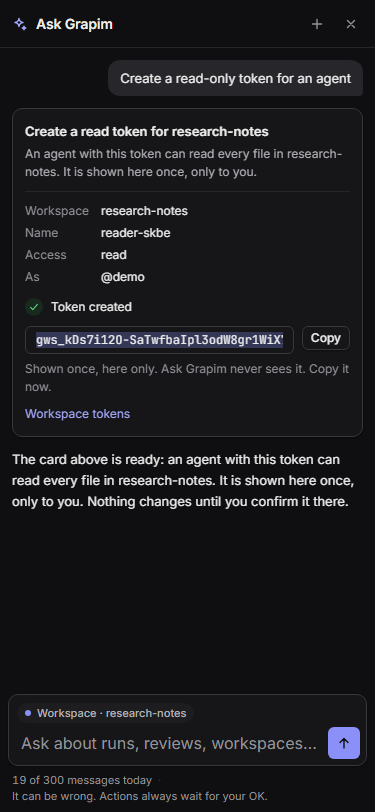 Ask Grapim
Create a read-only token for an agent
Create a read token for research-notes
An agent with this token can read every file in research-
notes. It is shown here once, only to you.
Workspace research-notes
Name reader-skbe
Access read
As @demo
Token created
gws_kDs7i12O-SaTwfbaIpl3odW8gr1WiX
Copy
Shown once, here only. Ask Grapim never sees it. Copy it
now.
Workspace tokens
The card above is ready: an agent with this token can
read every file in research-notes. It is shown here once,
only to you. Nothing changes until you confirm it there.
Workspace · research-notes
Ask about runs, reviews, workspaces...
19 of 300 messages today ·
It can be wrong. Actions always wait for your OK.